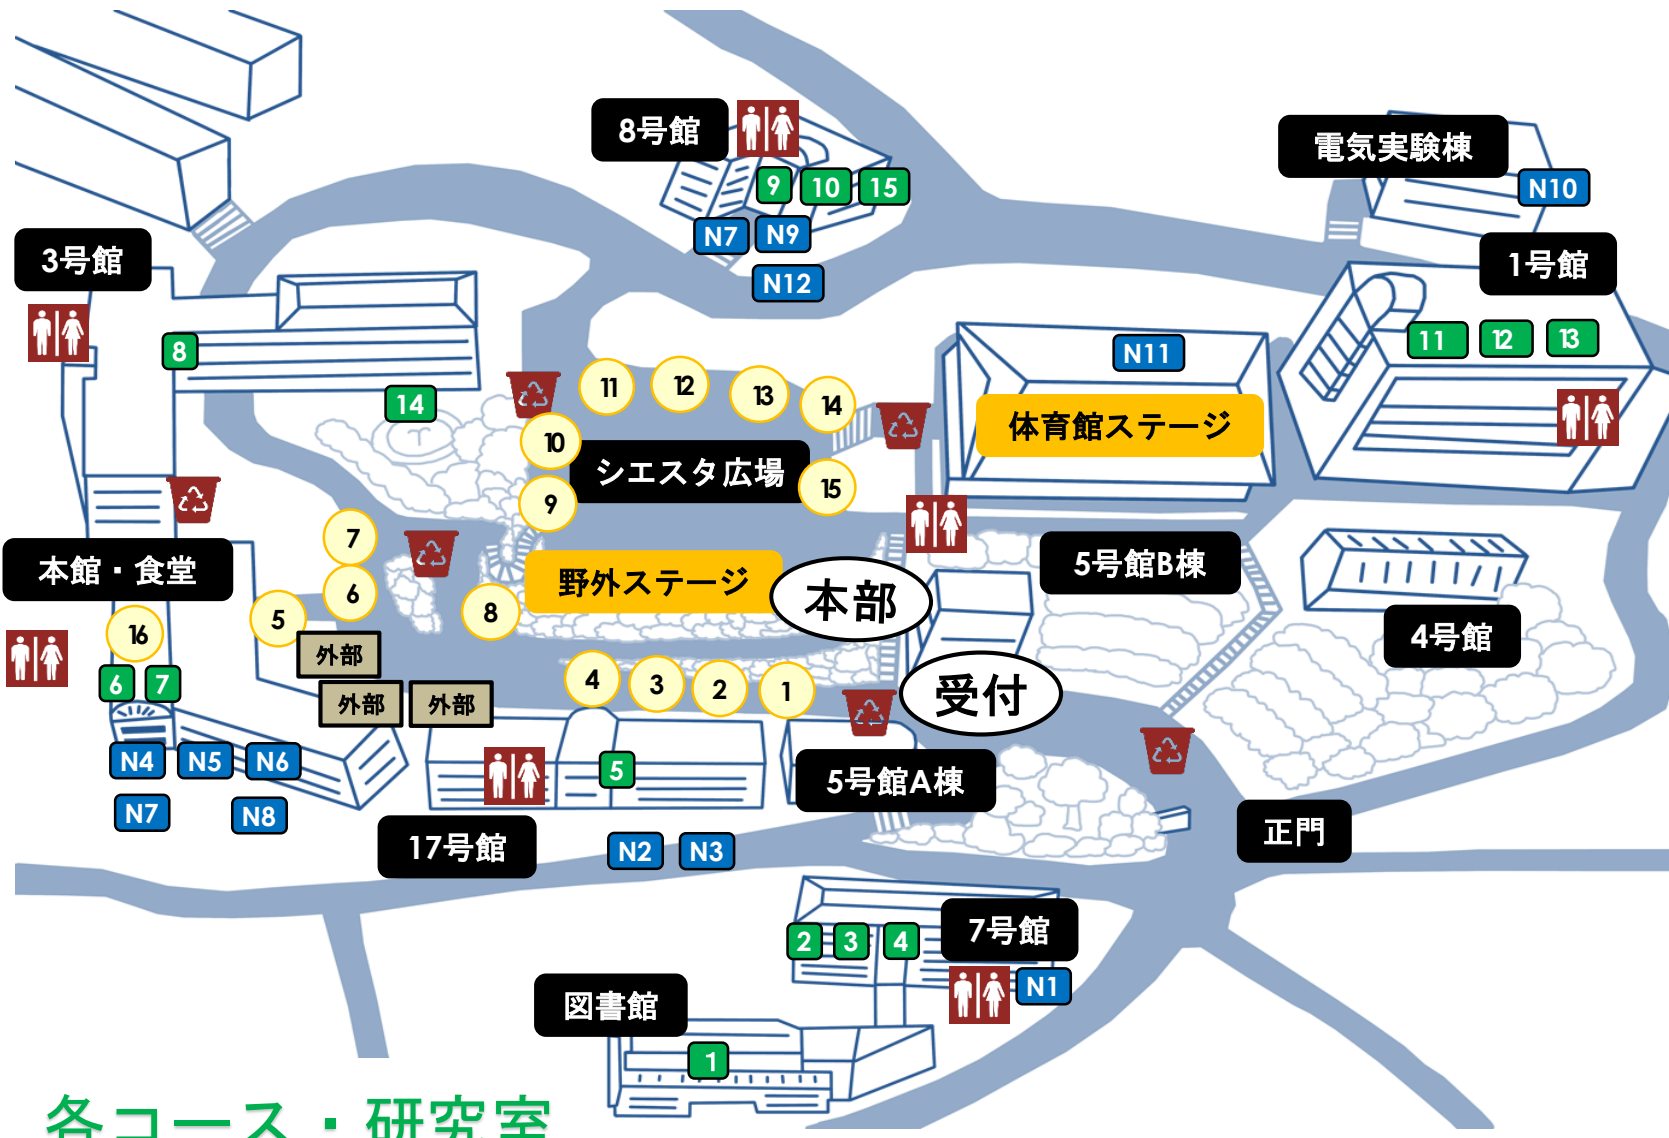 8号館
電気実験棟
9
10
15
N10
N7
N9
3号館
1号館
N12
8
11
12
13
N11
11
12
13
14
14
体育館ステージ
10
シエスタ広場
9
15
7
本館・食堂
5号館B棟
野外ステージ
本部
6
8
5
16
4号館
外部
6
7
4
3
2
1
受付
外部
外部
N4
N5
N6
5
5号館A棟
N7
N8
正門
17号館
N2
N3
7号館
2
3
4
N1
図書館
1
各コース・研究室